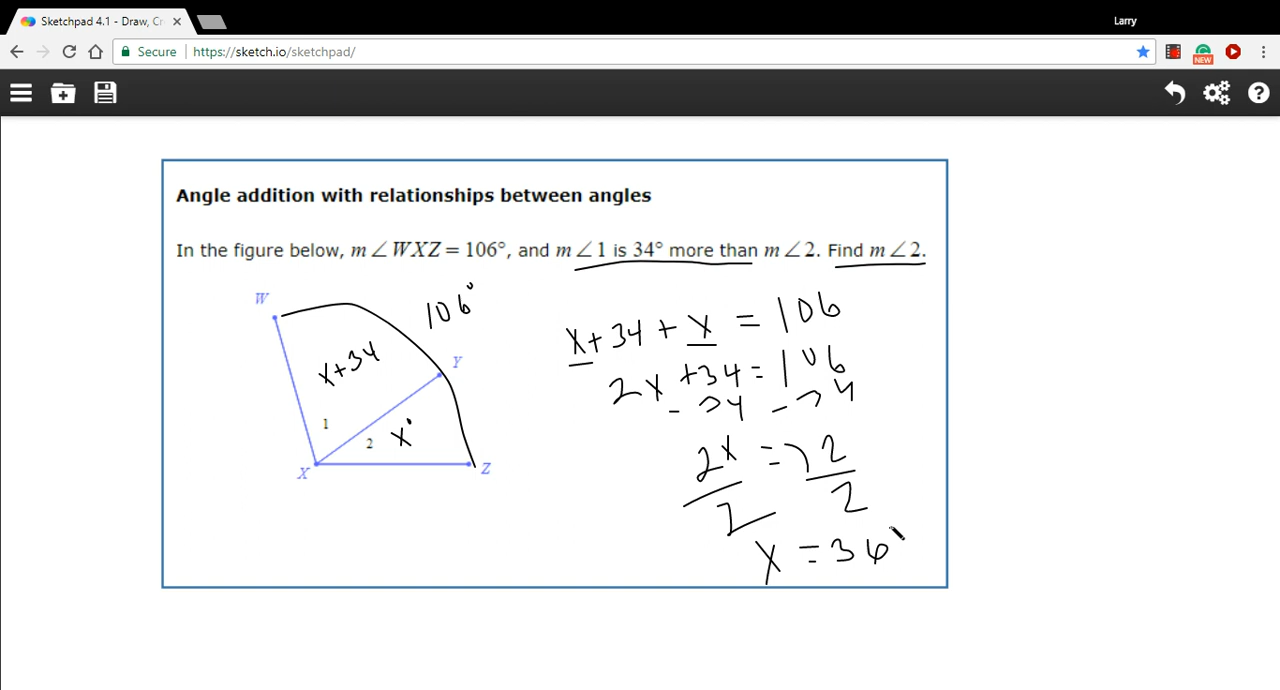 Larry
Sketchpad 4.1 - Draw, Cr
Secure https://sketch.io/sketchpad/
NEW
Angle addition with relationships between angles
In the figure below, m∠WXZ = 106°, and m∠1 is 34° more than m∠2. Find m∠2.
W
106°
x+34
Y
1
2
x°
X
Z
x+34 + x = 106
2x +34 = 106
- 34 - 34
2x = 72
2 2
x = 36°